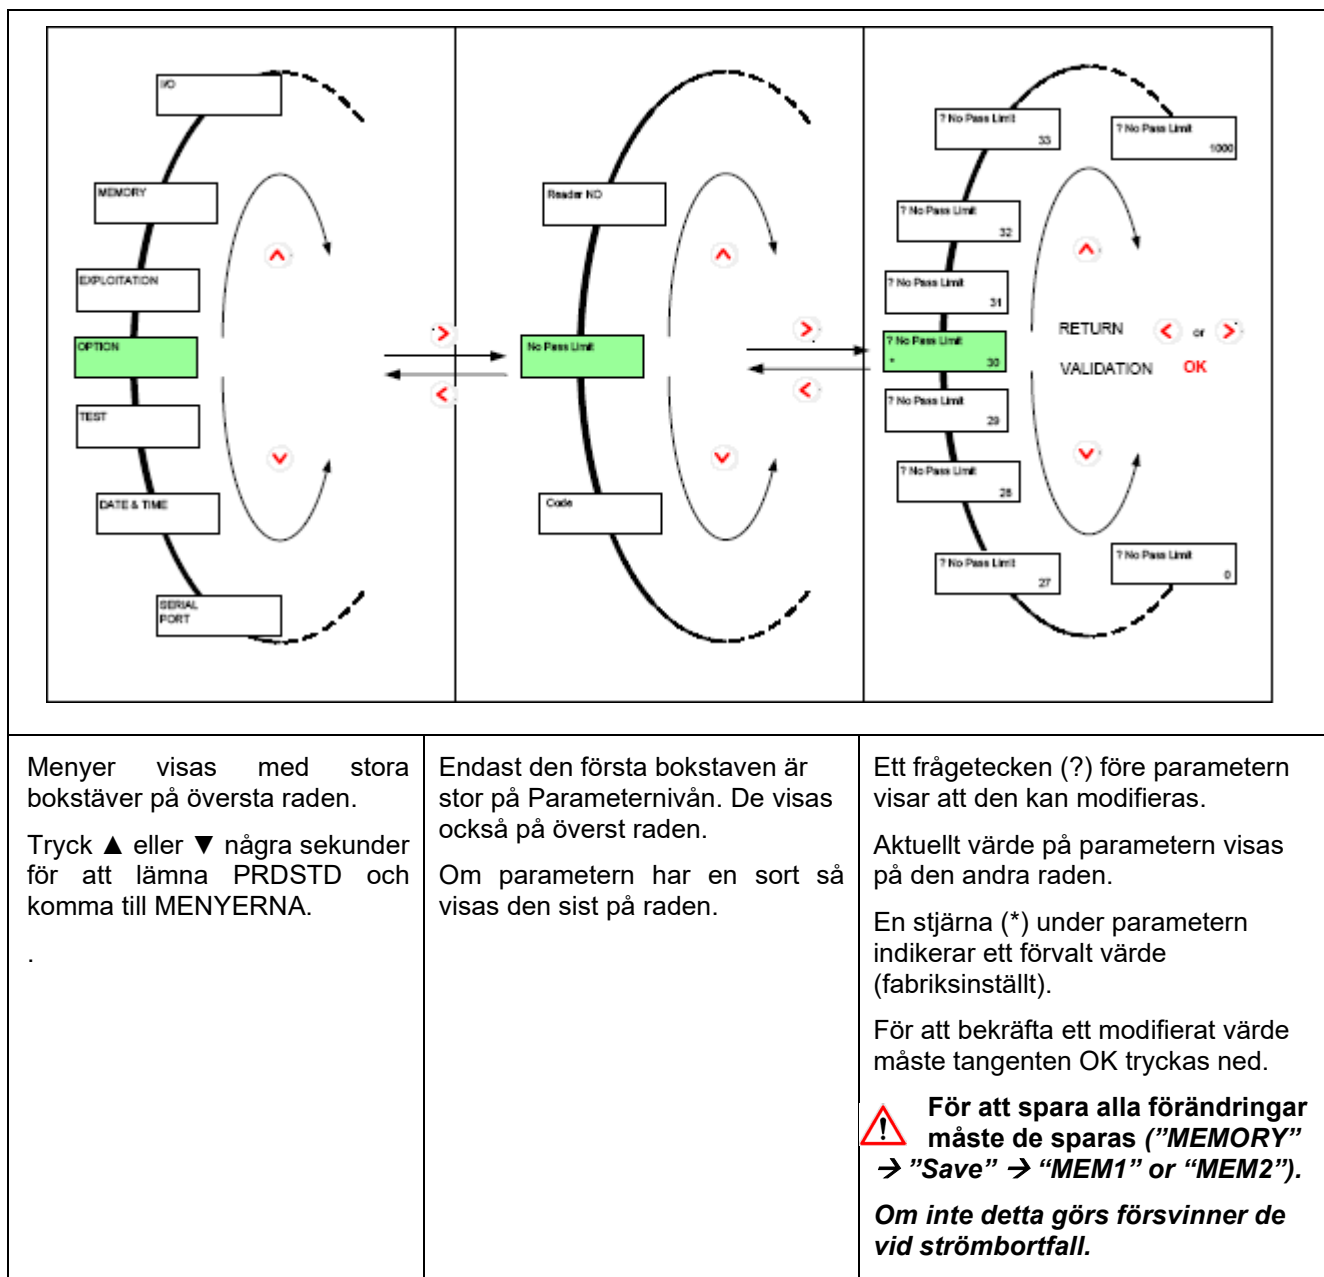 I/O
MEMORY
EXPLOITATION
OPTION
TEST
DATE & TIME
SERIAL
PORT
>
<
Reader NO
No Pass Limit
Code
>
<
? No Pass Limit
33
? No Pass Limit
1000
? No Pass Limit
32
? No Pass Limit
31
? No Pass Limit
* 30
? No Pass Limit
29
? No Pass Limit
28
? No Pass Limit
27
? No Pass Limit
0
RETURN < or >
VALIDATION OK
Menyer visas med stora
bokstäver på översta raden.
Tryck ▲ eller ▼ några sekunder
för att lämna PRDSTD och
komma till MENYERNA.
.
Endast den första bokstaven är
stor på Parameternivån. De visas
också på överst raden.
Om parametern har en sort så
visas den sist på raden.
Ett frågetecken (?) före parametern
visar att den kan modifieras.
Aktuellt värde på parametern visas
på den andra raden.
En stjärna (*) under parametern
indikerar ett förvalt värde
(fabriksinställt).
För att bekräfta ett modifierat värde
måste tangenten OK tryckas ned.
För att spara alla förändringar
måste de sparas (”MEMORY”
→ ”Save” → “MEM1” or “MEM2”).
Om inte detta görs försvinner de
vid strömbortfall.